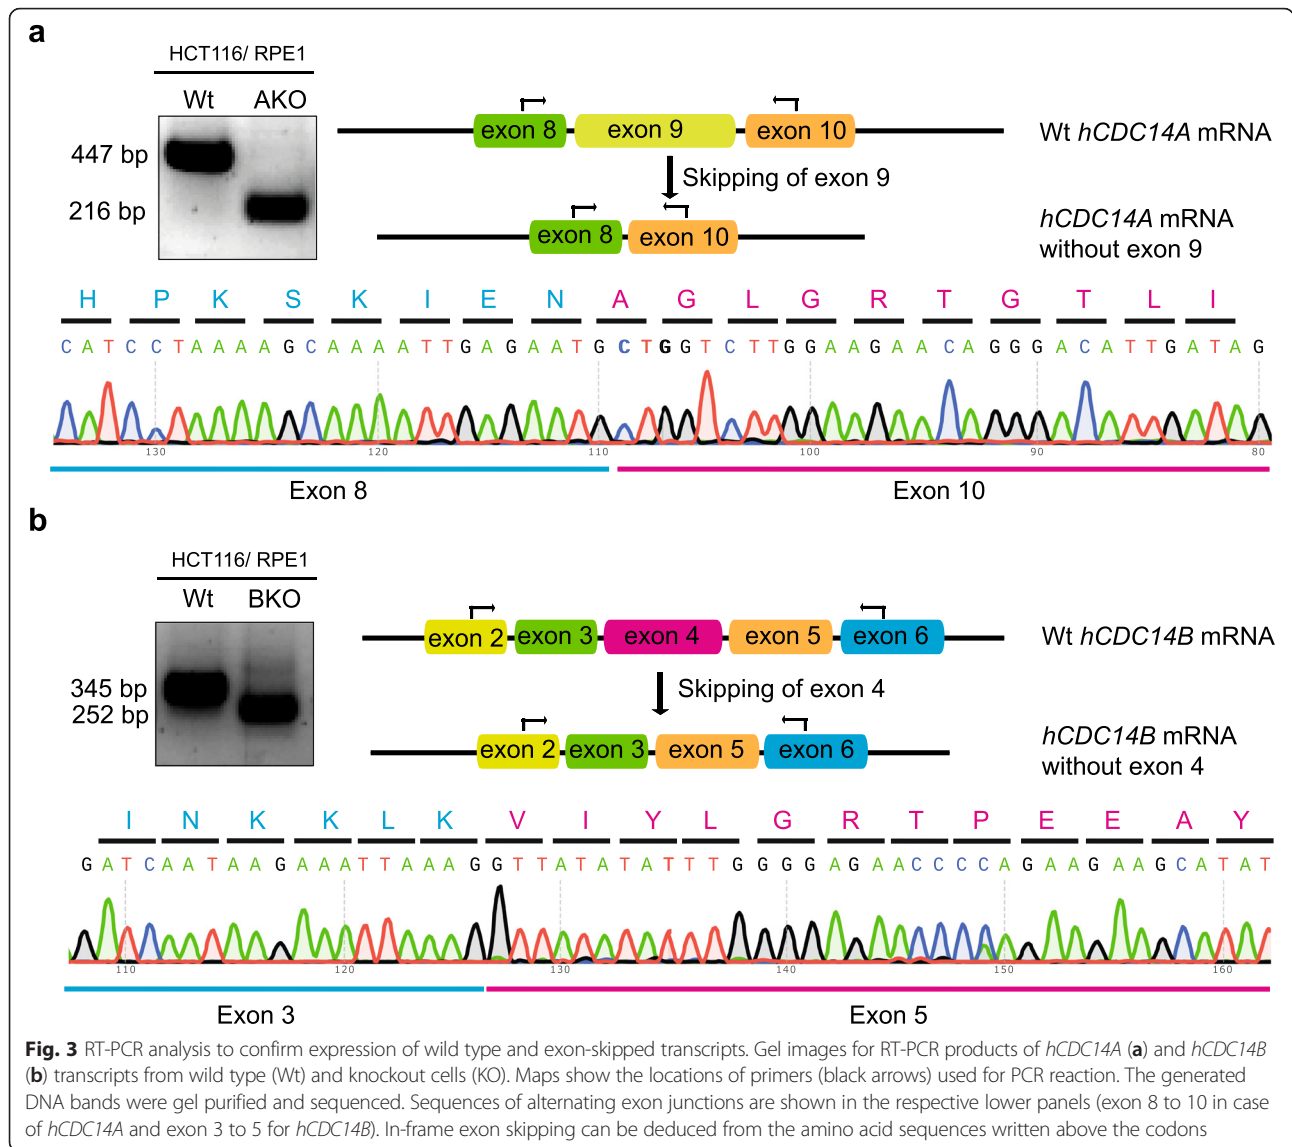 a
HCT116/ RPE1
Wt AKO
447 bp
216 bp
exon 8 exon 9 exon 10
Wt hCDC14A mRNA
Skipping of exon 9
exon 8 exon 10
hCDC14A mRNA
without exon 9
H P K S K I E N A G L G R T G T L I
C A T C C T A A A A G C A A A A T T G A G A A T G C T G G T C T T G G A A G A A C A G G G A C A T T G A T A G
130 120 110 100 90 80
Exon 8 Exon 10
b
HCT116/ RPE1
Wt BKO
345 bp
252 bp
exon 2 exon 3 exon 4 exon 5 exon 6
Wt hCDC14B mRNA
Skipping of exon 4
exon 2 exon 3 exon 5 exon 6
hCDC14B mRNA
without exon 4
I N K K L K V I Y L G R T P E E A Y
G A T C A A T A A G A A A T T A A A G G T T A T A T A T T T G G G G A G A A C C C C A G A A G A A G C A T A T
110 120 130 140 150 160
Exon 3 Exon 5
Fig. 3 RT-PCR analysis to confirm expression of wild type and exon-skipped transcripts. Gel images for RT-PCR products of hCDC14A (a) and hCDC14B
(b) transcripts from wild type (Wt) and knockout cells (KO). Maps show the locations of primers (black arrows) used for PCR reaction. The generated
DNA bands were gel purified and sequenced. Sequences of alternating exon junctions are shown in the respective lower panels (exon 8 to 10 in case
of hCDC14A and exon 3 to 5 for hCDC14B). In-frame exon skipping can be deduced from the amino acid sequences written above the codons